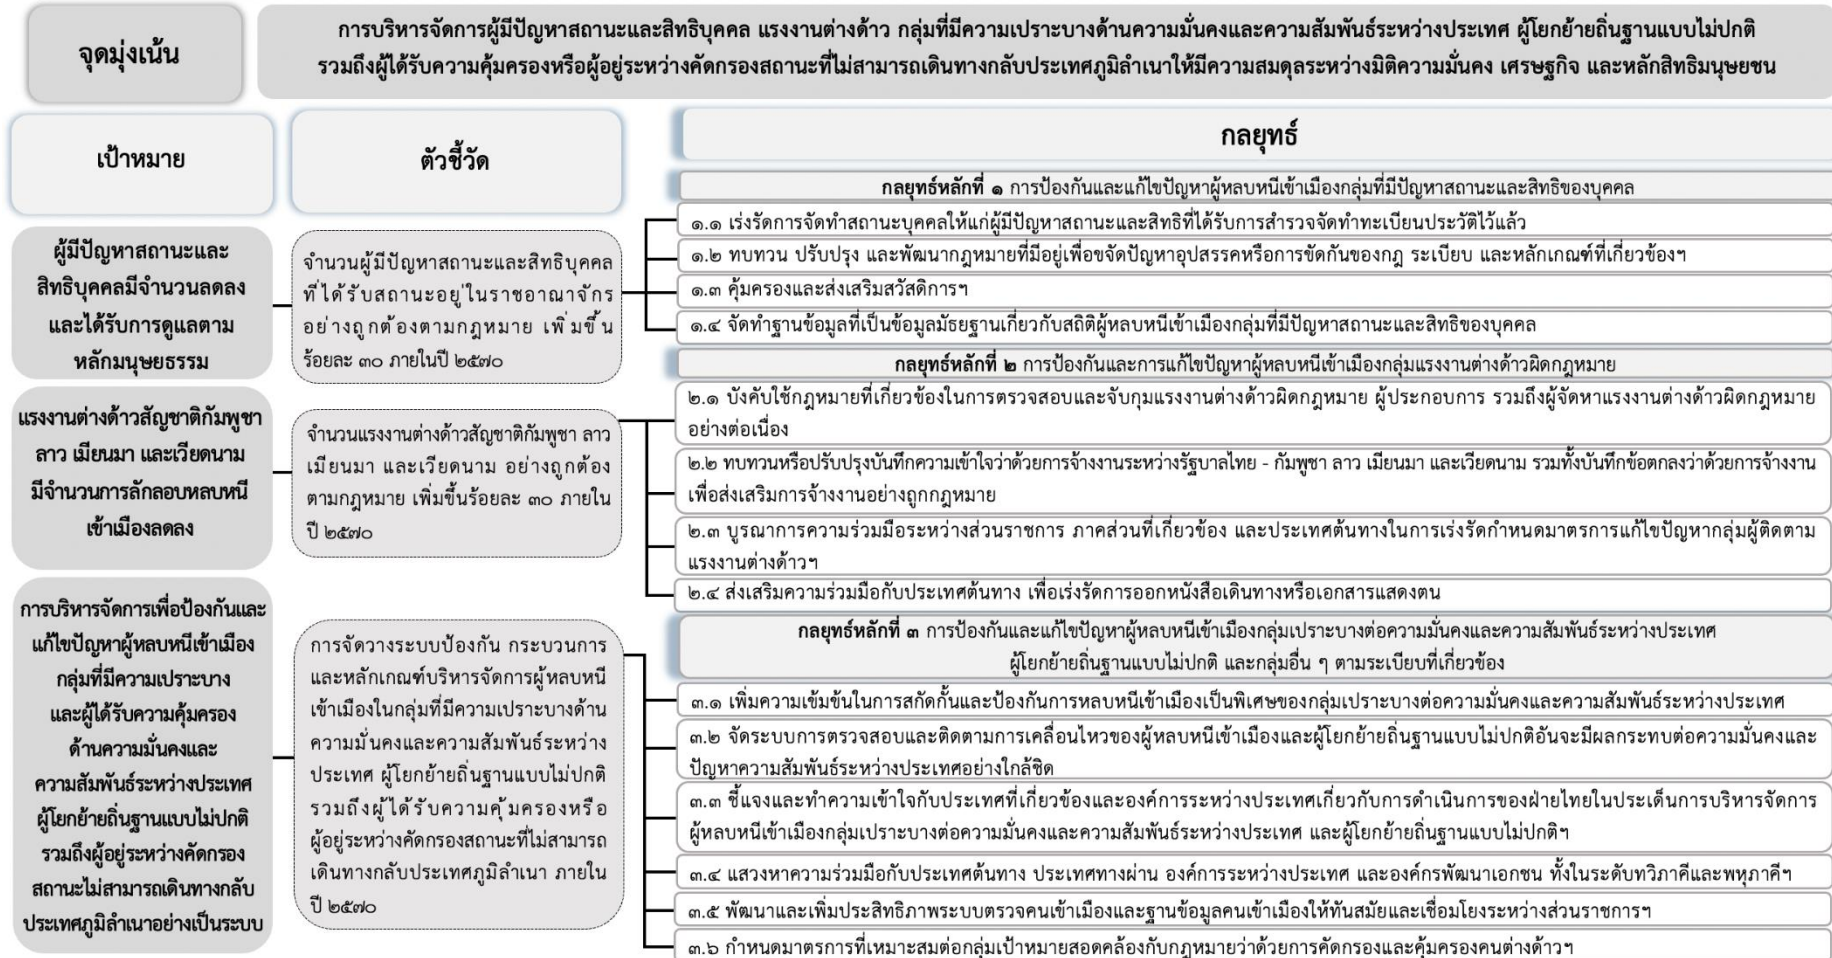 จุดมุ่งเน้น
การบริหารจัดการผู้มีปัญหาสถานะและสิทธิบุคคล แรงงานต่างด้าว กลุ่มที่มีความเปราะบางด้านความมั่นคงและความสัมพันธ์ระหว่างประเทศ ผู้โยกย้ายถิ่นฐานแบบไม่ปกติ
รวมถึงผู้ได้รับความคุ้มครองหรือผู้อยู่ระหว่างคัดกรองสถานะที่ไม่สามารถเดินทางกลับประเทศภูมิลำเนาให้มีความสมดุลระหว่างมิติความมั่นคง เศรษฐกิจ และหลักสิทธิมนุษยชน
เป้าหมาย
ตัวชี้วัด
กลยุทธ์
ผู้มีปัญหาสถานะและ
สิทธิบุคคลมีจำนวนลดลง
และได้รับการดูแลตาม
หลักมนุษยธรรม
จำนวนผู้มีปัญหาสถานะและสิทธิบุคคล
ที่ได้รับสถานะอยู่ในราชอาณาจักร
อย่างถูกต้องตามกฎหมาย เพิ่มขึ้น
ร้อยละ ๓๐ ภายในปี ๒๕๗๐
กลยุทธ์หลักที่ ๑ การป้องกันและแก้ไขปัญหาผู้หลบหนีเข้าเมืองกลุ่มที่มีปัญหาสถานะและสิทธิของบุคคล
๑.๑ เร่งรัดการจัดทำสถานะบุคคลให้แก่ผู้มีปัญหาสถานะและสิทธิที่ได้รับการสำรวจจัดทำทะเบียนประวัติไว้แล้ว
๑.๒ ทบทวน ปรับปรุง และพัฒนากฎหมายที่มีอยู่เพื่อขจัดปัญหาอุปสรรคหรือการขัดกันของกฎ ระเบียบ และหลักเกณฑ์ที่เกี่ยวข้องฯ
๑.๓ คุ้มครองและส่งเสริมสวัสดิการฯ
๑.๔ จัดทำฐานข้อมูลที่เป็นข้อมูลมัธยฐานเกี่ยวกับสถิติผู้หลบหนีเข้าเมืองกลุ่มที่มีปัญหาสถานะและสิทธิของบุคคล
แรงงานต่างด้าวสัญชาติกัมพูชา
ลาว เมียนมา และเวียดนาม
มีจำนวนการลักลอบหลบหนี
เข้าเมืองลดลง
จำนวนแรงงานต่างด้าวสัญชาติกัมพูชา ลาว
เมียนมา และเวียดนาม อย่างถูกต้อง
ตามกฎหมาย เพิ่มขึ้นร้อยละ ๓๐ ภายใน
ปี ๒๕๗๐
กลยุทธ์หลักที่ ๒ การป้องกันและการแก้ไขปัญหาผู้หลบหนีเข้าเมืองกลุ่มแรงงานต่างด้าวผิดกฎหมาย
๒.๑ บังคับใช้กฎหมายที่เกี่ยวข้องในการตรวจสอบและจับกุมแรงงานต่างด้าวผิดกฎหมาย ผู้ประกอบการ รวมถึงผู้จัดหาแรงงานต่างด้าวผิดกฎหมาย
อย่างต่อเนื่อง
๒.๒ ทบทวนหรือปรับปรุงบันทึกความเข้าใจว่าด้วยการจ้างงานระหว่างรัฐบาลไทย - กัมพูชา ลาว เมียนมา และเวียดนาม รวมทั้งบันทึกข้อตกลงว่าด้วยการจ้างงาน
เพื่อส่งเสริมการจ้างงานอย่างถูกกฎหมาย
๒.๓ บูรณาการความร่วมมือระหว่างส่วนราชการ ภาคส่วนที่เกี่ยวข้อง และประเทศต้นทางในการเร่งรัดกำหนดมาตรการแก้ไขปัญหากลุ่มผู้ติดตาม
แรงงานต่างด้าวฯ
๒.๔ ส่งเสริมความร่วมมือกับประเทศต้นทาง เพื่อเร่งรัดการออกหนังสือเดินทางหรือเอกสารแสดงตน
การบริหารจัดการเพื่อป้องกันและ
แก้ไขปัญหาผู้หลบหนีเข้าเมือง
กลุ่มที่มีความเปราะบาง
และผู้ได้รับความคุ้มครอง
ด้านความมั่นคงและ
ความสัมพันธ์ระหว่างประเทศ
ผู้โยกย้ายถิ่นฐานแบบไม่ปกติ
รวมถึงผู้อยู่ระหว่างคัดกรอง
สถานะไม่สามารถเดินทางกลับ
ประเทศภูมิลำเนาอย่างเป็นระบบ
การจัดวางระบบป้องกัน กระบวนการ
และหลักเกณฑ์บริหารจัดการผู้หลบหนี
เข้าเมืองในกลุ่มที่มีความเปราะบางด้าน
ความมั่นคงและความสัมพันธ์ระหว่าง
ประเทศ ผู้โยกย้ายถิ่นฐานแบบไม่ปกติ
รวมถึงผู้ได้รับความคุ้มครองหรือ
ผู้อยู่ระหว่างคัดกรองสถานะที่ไม่สามารถ
เดินทางกลับประเทศภูมิลำเนา ภายใน
ปี ๒๕๗๐
กลยุทธ์หลักที่ ๓ การป้องกันและแก้ไขปัญหาผู้หลบหนีเข้าเมืองกลุ่มเปราะบางต่อความมั่นคงและความสัมพันธ์ระหว่างประเทศ
ผู้โยกย้ายถิ่นฐานแบบไม่ปกติ และกลุ่มอื่น ๆ ตามระเบียบที่เกี่ยวข้อง
๓.๑ เพิ่มความเข้มข้นในการสกัดกั้นและป้องกันการหลบหนีเข้าเมืองเป็นพิเศษของกลุ่มเปราะบางต่อความมั่นคงและความสัมพันธ์ระหว่างประเทศ
๓.๒ จัดระบบการตรวจสอบและติดตามการเคลื่อนไหวของผู้หลบหนีเข้าเมืองและผู้โยกย้ายถิ่นฐานแบบไม่ปกติอันจะมีผลกระทบต่อความมั่นคงและ
ปัญหาความสัมพันธ์ระหว่างประเทศอย่างใกล้ชิด
๓.๓ ชี้แจงและทำความเข้าใจกับประเทศที่เกี่ยวข้องและองค์การระหว่างประเทศเกี่ยวกับการดำเนินการของฝ่ายไทยในประเด็นการบริหารจัดการ
ผู้หลบหนีเข้าเมืองกลุ่มเปราะบางต่อความมั่นคงและความสัมพันธ์ระหว่างประเทศ และผู้โยกย้ายถิ่นฐานแบบไม่ปกติฯ
๓.๔ แสวงหาความร่วมมือกับประเทศต้นทาง ประเทศทางผ่าน องค์การระหว่างประเทศ และองค์กรพัฒนาเอกชน ทั้งในระดับทวิภาคีและพหุภาคีฯ
๓.๕ พัฒนาและเพิ่มประสิทธิภาพระบบตรวจคนเข้าเมืองและฐานข้อมูลคนเข้าเมืองให้ทันสมัยและเชื่อมโยงระหว่างส่วนราชการฯ
๓.๖ กำหนดมาตรการที่เหมาะสมต่อกลุ่มเป้าหมายสอดคล้องกับกฎหมายว่าด้วยการคัดกรองและคุ้มครองคนต่างด้าวฯ